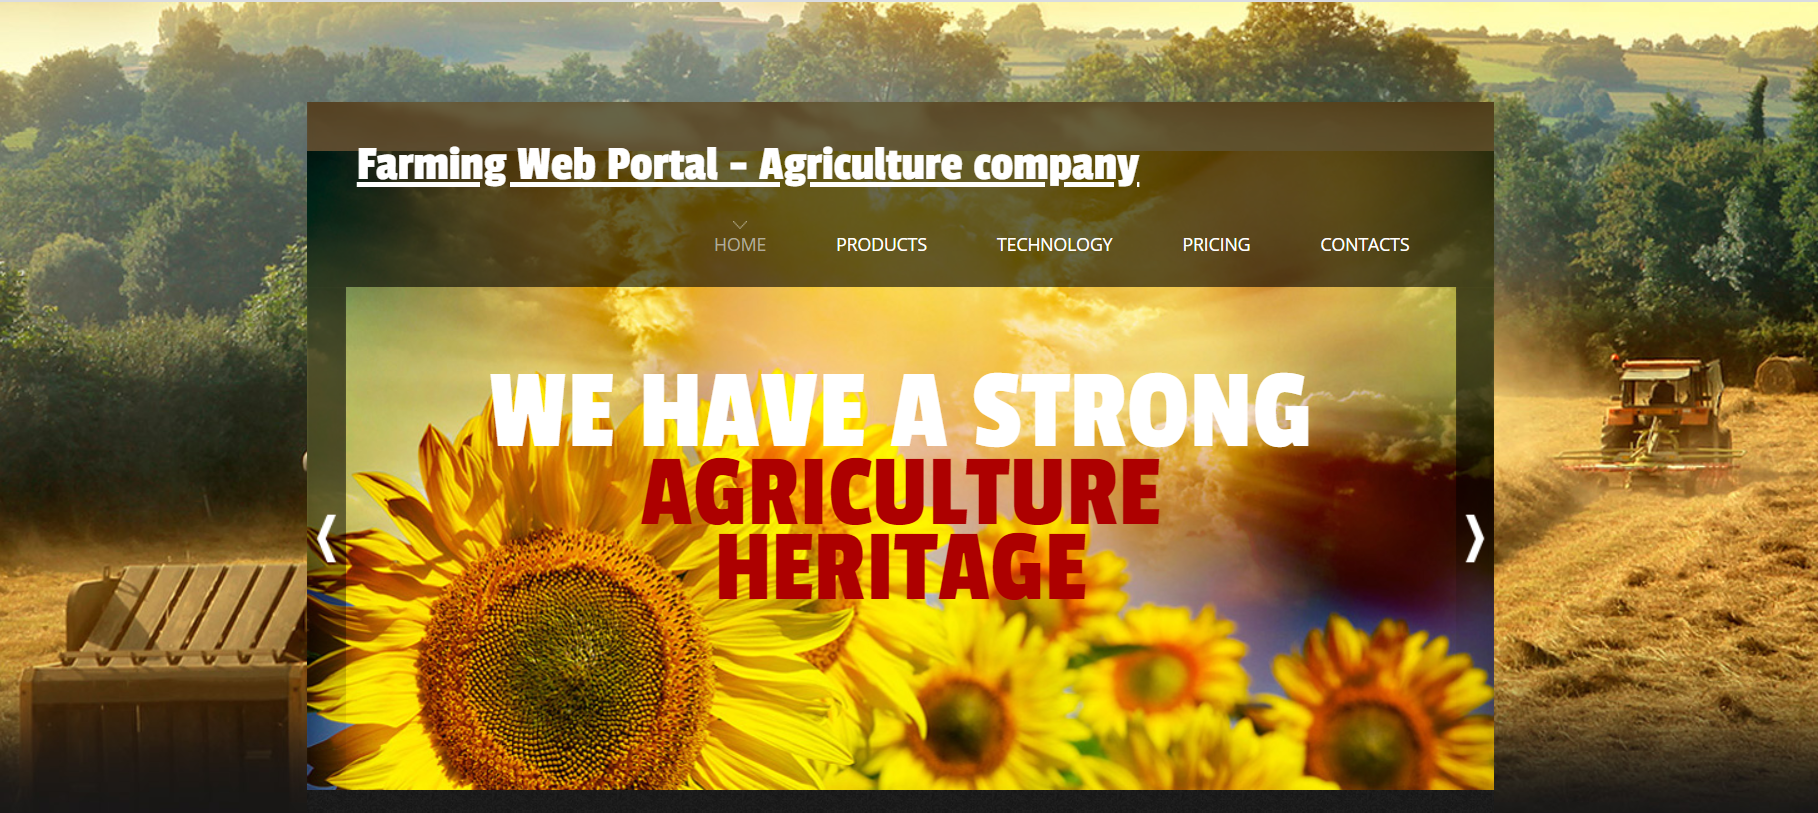 Farming Web Portal - Agriculture company
HOME PRODUCTS TECHNOLOGY PRICING CONTACTS
WE HAVE A STRONG
AGRICULTURE
HERITAGE